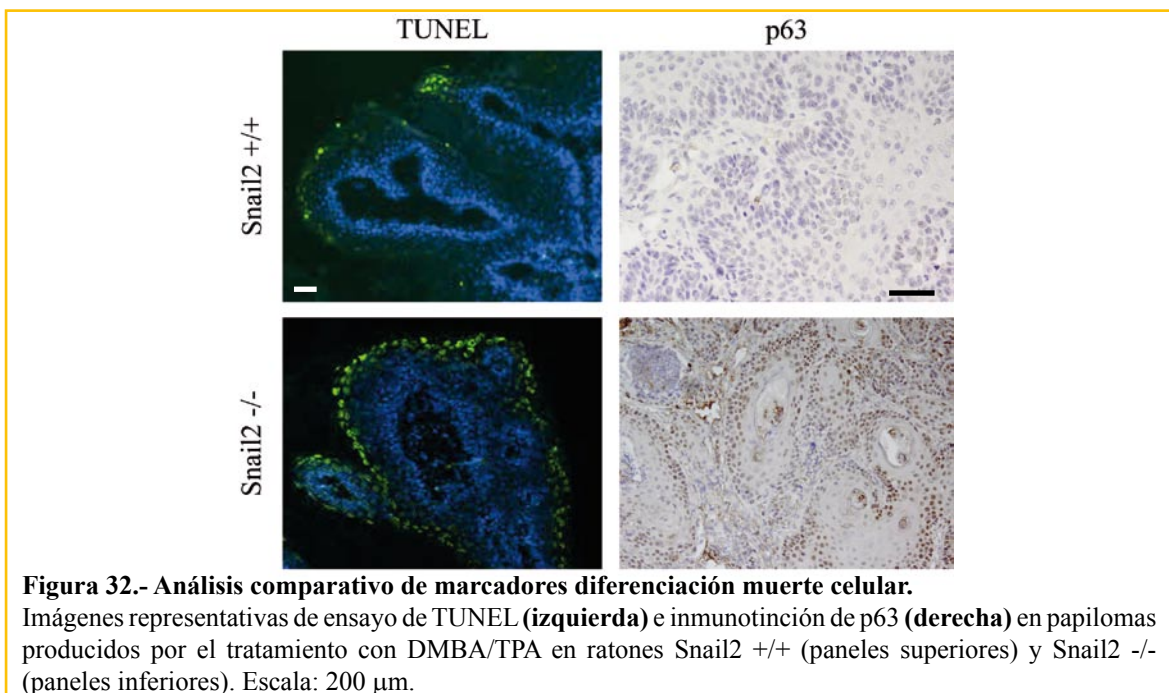 TUNEL p63
Snail2 +/+
Snail2 -/-
Figura 32.- Análisis comparativo de marcadores diferenciación muerte celular.
Imágenes representativas de ensayo de TUNEL (izquierda) e inmunotinción de p63 (derecha) en papilomas
producidos por el tratamiento con DMBA/TPA en ratones Snail2 +/+ (paneles superiores) y Snail2 -/-
(paneles inferiores). Escala: 200 μm.